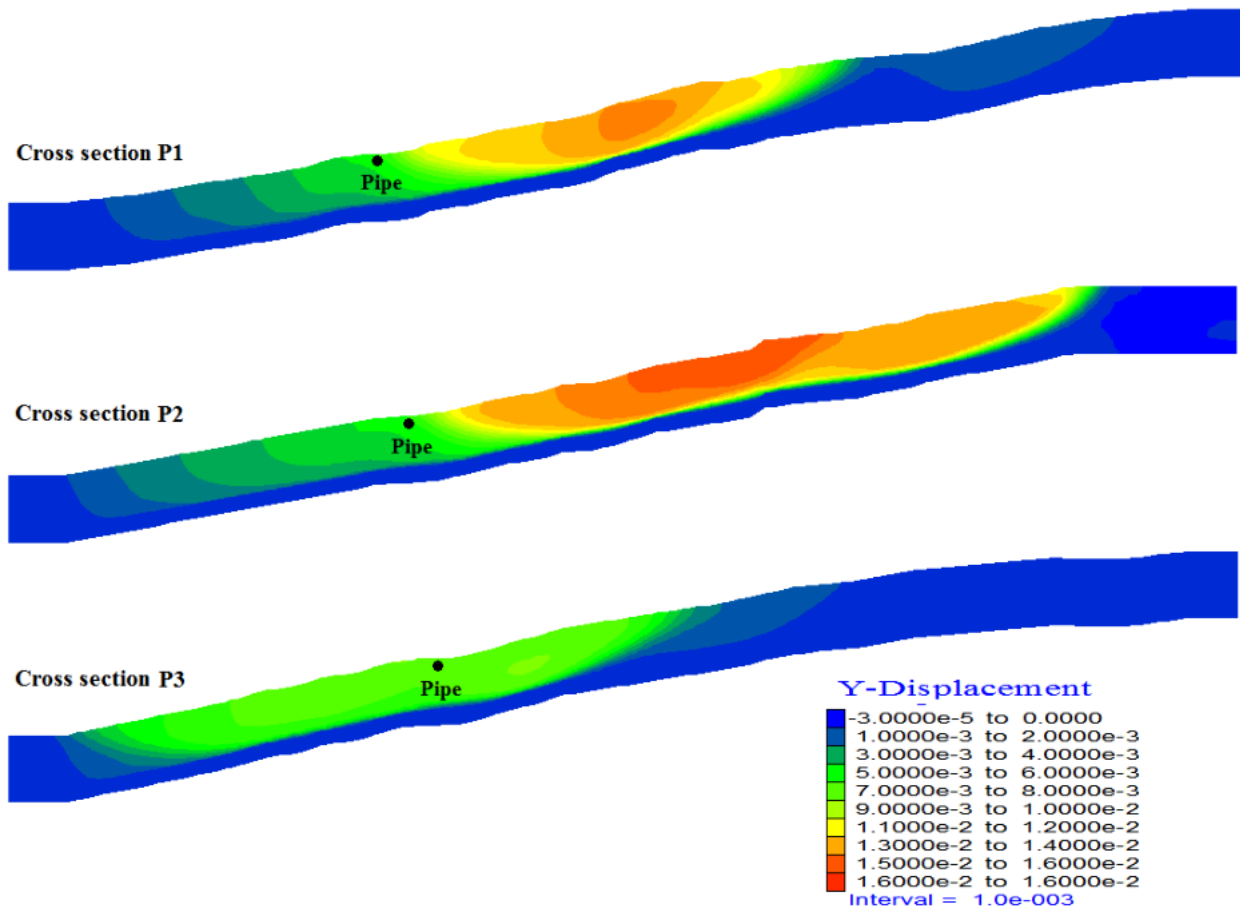 Cross section P1
Pipe
Cross section P2
Pipe
Cross section P3
Pipe
Y-Displacement
-3.0000e-5 to 0.0000
1.0000e-3 to 2.0000e-3
3.0000e-3 to 4.0000e-3
5.0000e-3 to 6.0000e-3
7.0000e-3 to 8.0000e-3
9.0000e-3 to 1.0000e-2
1.1000e-2 to 1.2000e-2
1.3000e-2 to 1.4000e-2
1.5000e-2 to 1.6000e-2
1.6000e-2 to 1.6000e-2
Interval = 1.0e-003